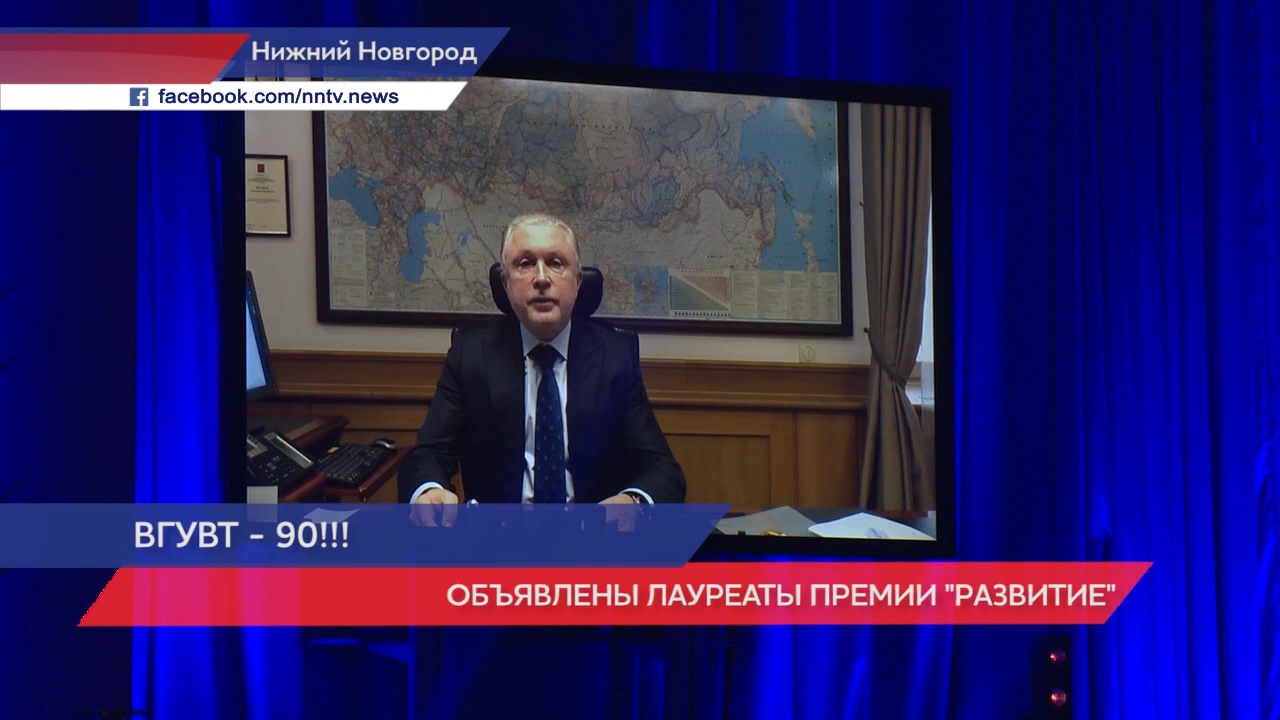 Нижний Новгород
facebook.com/nntv.news
ВГУВТ - 90!!!
ОБЪЯВЛЕНЫ ЛАУРЕАТЫ ПРЕМИИ "РАЗВИТИЕ"